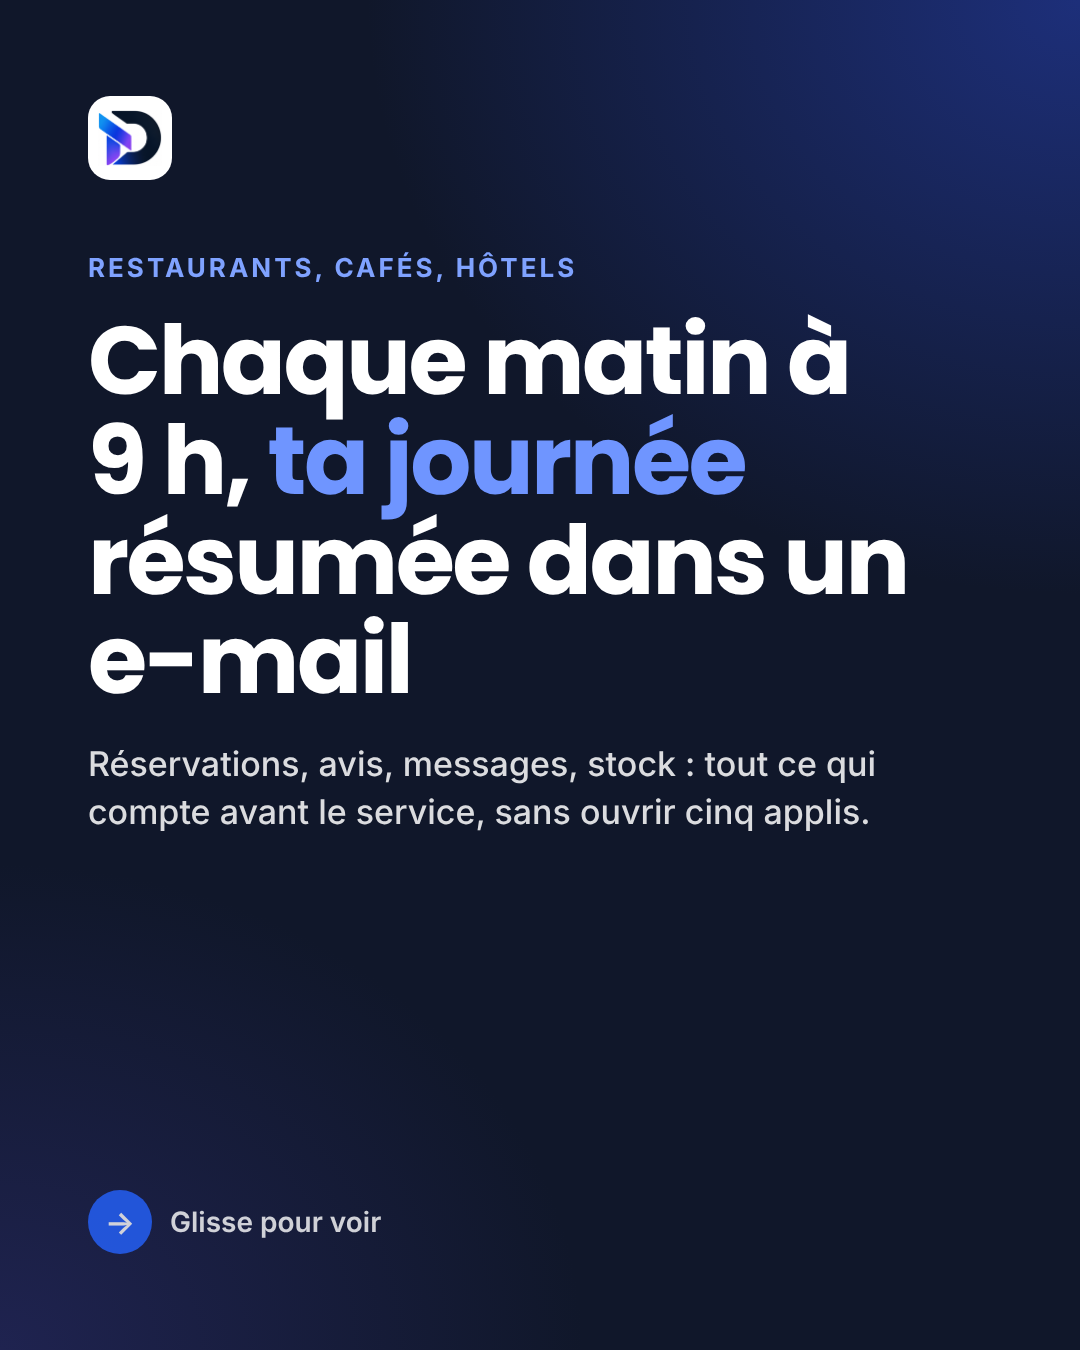 RESTAURANTS, CAFÉS, HÔTELS
Chaque matin à
9 h, ta journée
résumée dans un
e-mail
Réservations, avis, messages, stock : tout ce qui
compte avant le service, sans ouvrir cinq applis.
Glisse pour voir